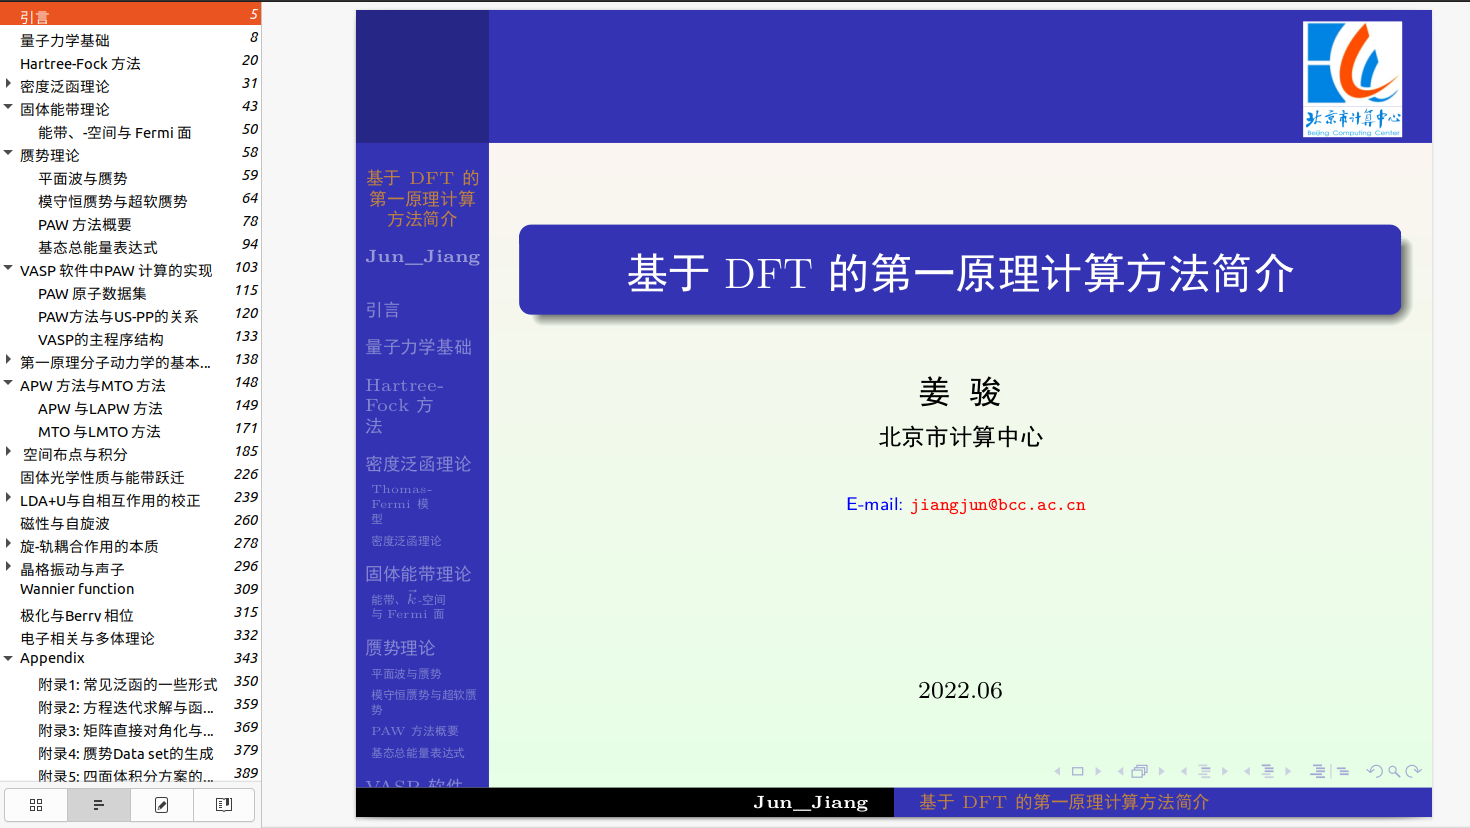 引言 5
量子力学基础 8
Hartree-Fock 方法 20
密度泛函理论 31
固体能带理论 43
能带、-空间与 Fermi 面 50
赝势理论 58
平面波与赝势 59
模守恒赝势与超软赝势 64
PAW 方法概要 78
基态总能量表达式 94
VASP 软件中PAW 计算的实现 103
PAW 原子数据集 115
PAW方法与US-PP的关系 120
VASP的主程序结构 133
第一原理分子动力学的基本... 138
APW 方法与MTO 方法 148
APW 与LAPW 方法 149
MTO 与LMTO 方法 171
空间布点与积分 185
固体光学性质与能带跃迁 226
LDA+U与自相互作用的校正 239
磁性与自旋波 260
旋-轨耦合作用的本质 278
晶格振动与声子 296
Wannier function 309
极化与Berry 相位 315
电子相关与多体理论 332
Appendix 343
附录1: 常见泛函的一些形式 350
附录2: 方程迭代求解与函... 359
附录3: 矩阵直接对角化与... 369
附录4: 赝势Data set的生成 379
附录5: 四面体积分方案的... 389
北京市计算中心
Beijing Computing Center
基于 DFT 的
第一原理计算
方法简介
Jun_Jiang
引言
量子力学基础
Hartree-
Fock 方
法
密度泛函理论
Thomas-
Fermi 模
型
密度泛函理论
固体能带理论
能带、k⃗-空间
与 Fermi 面
赝势理论
平面波与赝势
模守恒赝势与超软赝
势
PAW 方法概要
基态总能量表达式
VASP 软件
基于 DFT 的第一原理计算方法简介
姜 骏
北京市计算中心
E-mail: jiangjun@bcc.ac.cn
2022.06
Jun_Jiang
基于 DFT 的第一原理计算方法简介